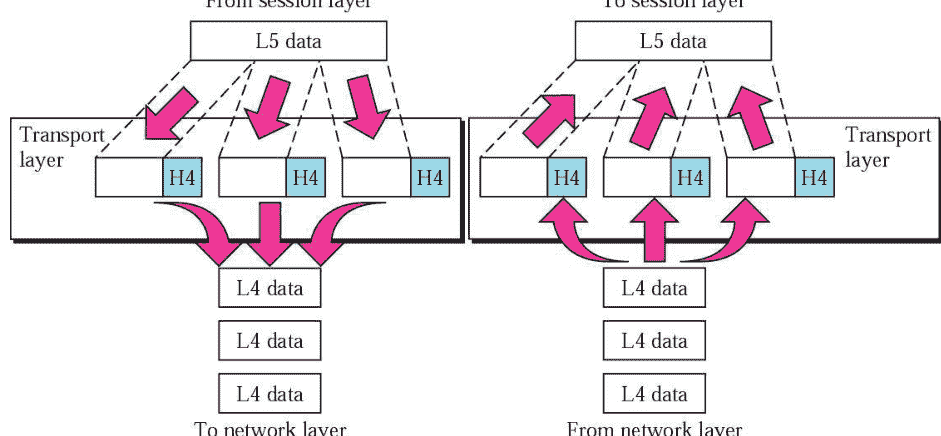 From session layer
To session layer
L5 data
L5 data
Transport
layer
Transport
layer
H4
H4
H4
H4
H4
H4
L4 data
L4 data
L4 data
L4 data
L4 data
L4 data
To network layer
From network layer